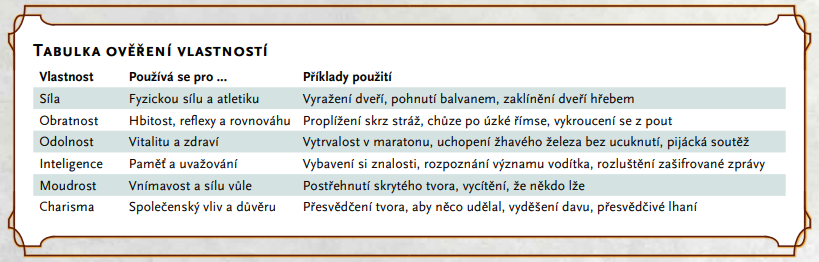 Tabulka ověření vlastností
Vlastnost Používá se pro ... Příklady použití
Síla Fyzickou sílu a atletiku Vyražení dveří, pohnutí balvanem, zaklínění dveří hřebem
Obratnost Hbitost, reflexy a rovnováhu Proplížení skrz stráž, chůze po úzké římse, vykroucení se z pout
Odolnost Vitalitu a zdraví Vytrvalost v maratonu, uchopení žhavého železa bez ucuknutí, pijácká soutěž
Inteligence Paměť a uvažování Vybavení si znalosti, rozpoznání významu vodítka, rozluštění zašifrované zprávy
Moudrost Vnímavost a sílu vůle Postřehnutí skrytého tvora, vycítění, že někdo lže
Charisma Společenský vliv a důvěru Přesvědčení tvora, aby něco udělal, vyděšení davu, přesvědčivé lhaní